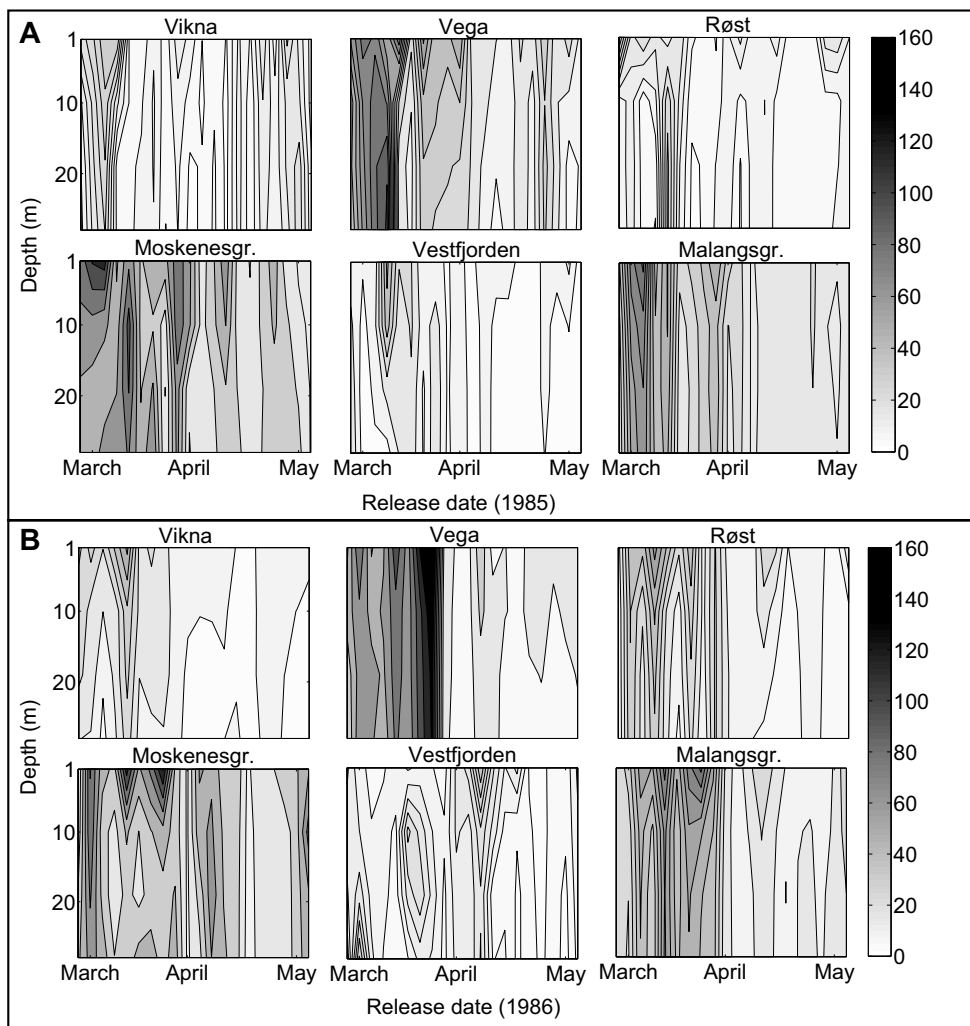 A
Vikna
Vega
Røst
1
10
20
Depth (m)
160
140
120
100
80
60
40
20
0
Moskenesgr.
Vestfjorden
Malangsgr.
1
10
20
March
April
May
March
April
May
March
April
May
Release date (1985)
B
Vikna
Vega
Røst
1
10
20
Depth (m)
160
140
120
100
80
60
40
20
0
Moskenesgr.
Vestfjorden
Malangsgr.
1
10
20
March
April
May
March
April
May
March
April
May
Release date (1986)